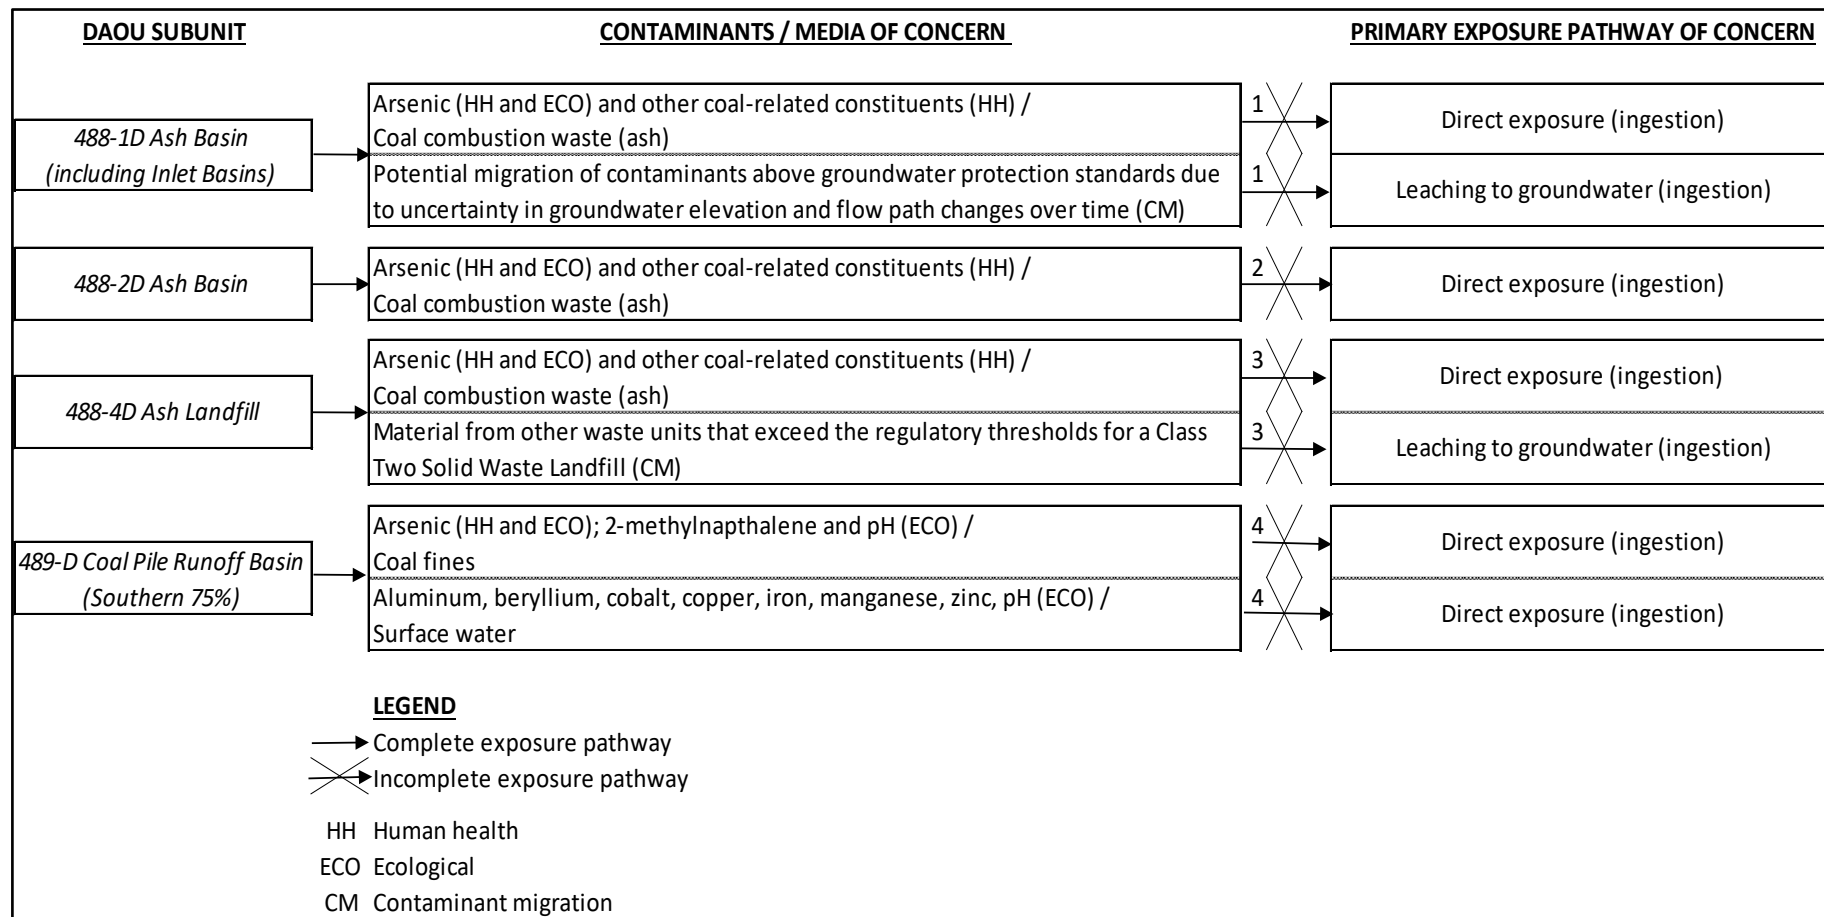 DAOU SUBUNIT
CONTAMINANTS / MEDIA OF CONCERN
PRIMARY EXPOSURE PATHWAY OF CONCERN
488-1D Ash Basin
(including Inlet Basins)
Arsenic (HH and ECO) and other coal-related constituents (HH) /
Coal combustion waste (ash)
1
Direct exposure (ingestion)
Potential migration of contaminants above groundwater protection standards due
to uncertainty in groundwater elevation and flow path changes over time (CM)
1
Leaching to groundwater (ingestion)
488-2D Ash Basin
Arsenic (HH and ECO) and other coal-related constituents (HH) /
Coal combustion waste (ash)
2
Direct exposure (ingestion)
488-4D Ash Landfill
Arsenic (HH and ECO) and other coal-related constituents (HH) /
Coal combustion waste (ash)
3
Direct exposure (ingestion)
Material from other waste units that exceed the regulatory thresholds for a Class
Two Solid Waste Landfill (CM)
3
Leaching to groundwater (ingestion)
489-D Coal Pile Runoff Basin
(Southern 75%)
Arsenic (HH and ECO); 2-methylnapthalene and pH (ECO) /
Coal fines
4
Direct exposure (ingestion)
Aluminum, beryllium, cobalt, copper, iron, manganese, zinc, pH (ECO) /
Surface water
4
Direct exposure (ingestion)
LEGEND
Complete exposure pathway
Incomplete exposure pathway
HH Human health
ECO Ecological
CM Contaminant migration